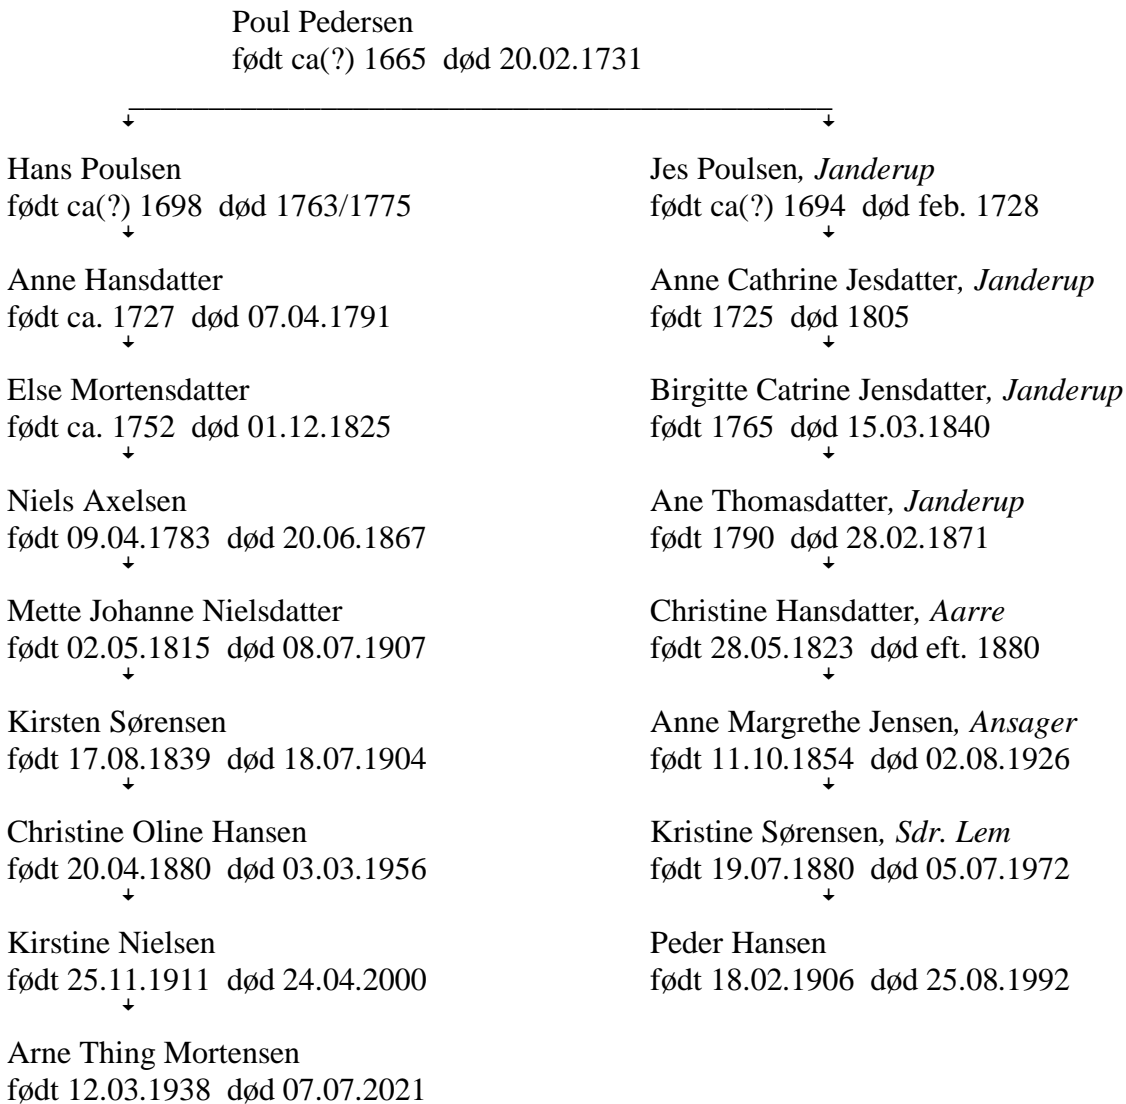 Poul Pedersen
født ca(?) 1665 død 20.02.1731
Hans Poulsen
født ca(?) 1698 død 1763/1775
Jes Poulsen, Janderup
født ca(?) 1694 død feb. 1728
Anne Hansdatter
født ca. 1727 død 07.04.1791
Anne Cathrine Jesdatter, Janderup
født 1725 død 1805
Else Mortensdatter
født ca. 1752 død 01.12.1825
Birgitte Catrine Jensdatter, Janderup
født 1765 død 15.03.1840
Niels Axelsen
født 09.04.1783 død 20.06.1867
Ane Thomasdatter, Janderup
født 1790 død 28.02.1871
Mette Johanne Nielsdatter
født 02.05.1815 død 08.07.1907
Christine Hansdatter, Aarre
født 28.05.1823 død eft. 1880
Kirsten Sørensen
født 17.08.1839 død 18.07.1904
Anne Margrethe Jensen, Ansager
født 11.10.1854 død 02.08.1926
Christine Oline Hansen
født 20.04.1880 død 03.03.1956
Kristine Sørensen, Sdr. Lem
født 19.07.1880 død 05.07.1972
Kirstine Nielsen
født 25.11.1911 død 24.04.2000
Peder Hansen
født 18.02.1906 død 25.08.1992
Arne Thing Mortensen
født 12.03.1938 død 07.07.2021